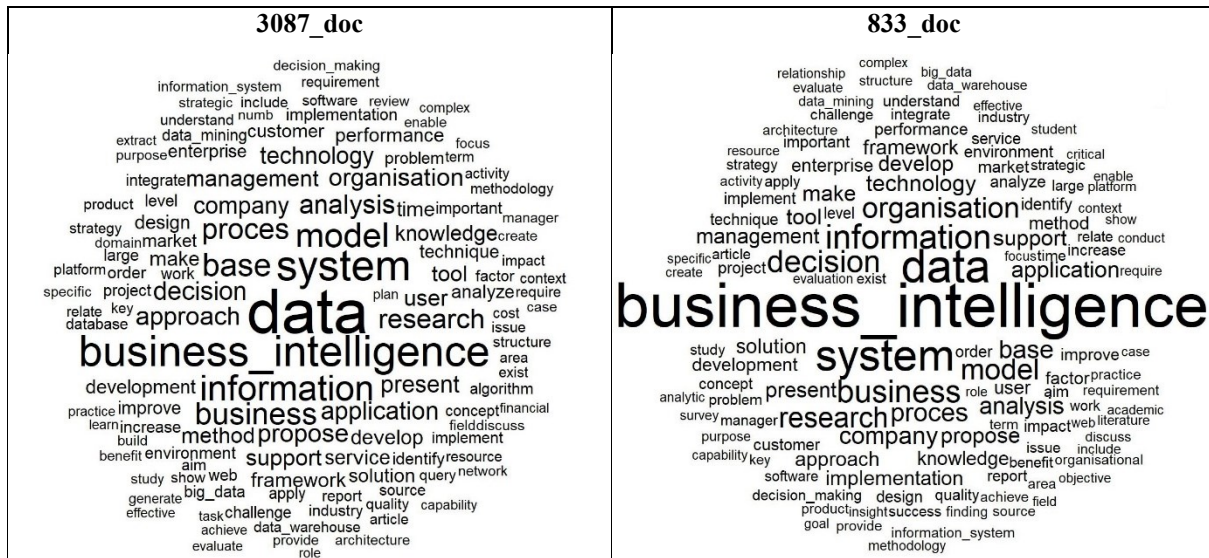 3087_doc
decision_making
information_system requirement
strategic include software review complex
understand numb implementation enable
extract data_mining customer performance focus
purpose enterprise technology problem term
integrate management organisation activity
methodology
product level company analysis time important
strategy design proces model knowledge create manager
domain market technique
large make base system tool factor impact
platform order work context
specific project decision data plan user analyze require
relate key approach research cost case
database issue
business_intelligence structure
area
exist
development information present algorithm
practice improve business application concept financial
learn increase field discuss
build method propose develop implement
benefit environment support service identify resource
aim
study show web framework solution query network
generate big_data apply report source
effective industry quality capability
task challenge article
achieve data_warehouse
evaluate provide architecture
role
833_doc
complex
relationship structure big_data
evaluate data_warehouse
data_mining understand effective
challenge integrate industry
architecture performance service student
resource important framework environment critical
strategy enterprise develop market strategic
activity apply technology analyze large enable
platform
implement make organisation identify context
technique tool level method show
management information support relate conduct
specific article decision data focus time increase
create project evaluation exist application require
business_intelligence
study solution system order base improve case
development model
concept factor practice
analytic problem present business role user aim requirement
survey manager research proces analysis work academic
term impact web literature
purpose company propose issue discuss
capability customer include
key approach knowledge benefit organisational
software implementation report area objective
decision_making design quality achieve field
product insight success finding source
goal provide information_system
methodology